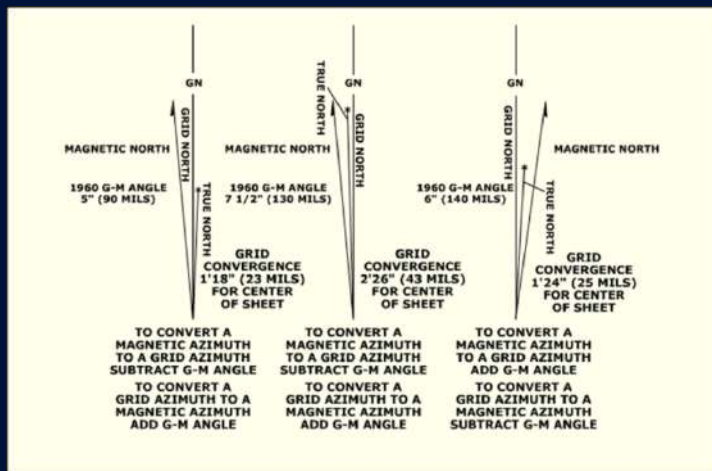 GN
GRID NORTH
MAGNETIC NORTH
1960 G-M ANGLE
5" (90 MILS)
TRUE NORTH
GRID
CONVERGENCE
1'18" (23 MILS)
FOR CENTER
OF SHEET
TO CONVERT A
MAGNETIC AZIMUTH
TO A GRID AZIMUTH
SUBTRACT G-M ANGLE
TO CONVERT A
GRID AZIMUTH TO A
MAGNETIC AZIMUTH
ADD G-M ANGLE
GN
TRUE NORTH
GRID NORTH
MAGNETIC NORTH
1960 G-M ANGLE
7 1/2" (130 MILS)
GRID
CONVERGENCE
2'26" (43 MILS)
FOR CENTER
OF SHEET
TO CONVERT A
MAGNETIC AZIMUTH
TO A GRID AZIMUTH
SUBTRACT G-M ANGLE
TO CONVERT A
GRID AZIMUTH TO A
MAGNETIC AZIMUTH
ADD G-M ANGLE
GN
GRID NORTH
MAGNETIC NORTH
1960 G-M ANGLE
6" (140 MILS)
TRUE NORTH
GRID
CONVERGENCE
1'24" (25 MILS)
FOR CENTER
OF SHEET
TO CONVERT A
MAGNETIC AZIMUTH
TO A GRID AZIMUTH
ADD G-M ANGLE
TO CONVERT A
GRID AZIMUTH TO A
MAGNETIC AZIMUTH
SUBTRACT G-M ANGLE